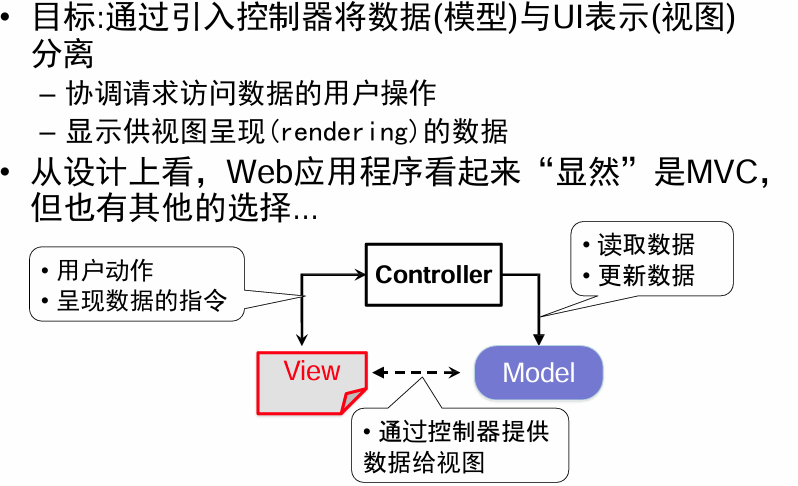 • 目标:通过引入控制器将数据(模型)与UI表示(视图)
分离
– 协调请求访问数据的用户操作
– 显示供视图呈现(rendering)的数据
• 从设计上看，Web应用程序看起来“显然”是MVC，
但也有其他的选择...
• 用户动作
• 呈现数据的指令
Controller
• 读取数据
• 更新数据
View
Model
• 通过控制器提供
数据给视图